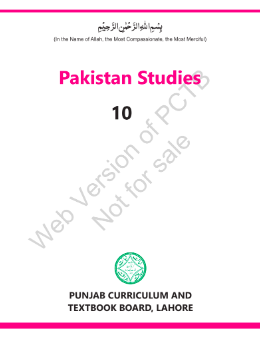 بِسْمِ اللهِ الرَّحْمٰنِ الرَّحِيْمِ
(In the Name of Allah, the Most Compassionate, the Most Merciful)
Pakistan Studies
10
Web Version of PCTB
Not for sale
PUNJAB CURRICULUM AND
TEXTBOOK BOARD, LAHORE